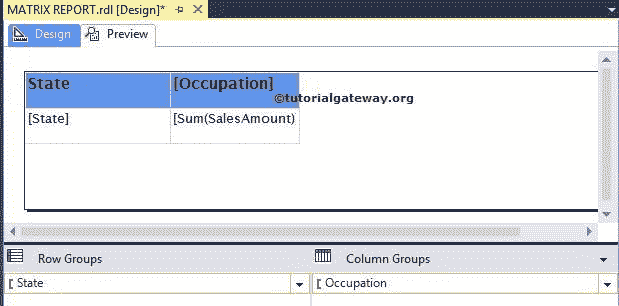 MATRIX REPORT.rdl [Design]*
Design Preview
State [Occupation]
©tutorialgateway.org
[State] [Sum(SalesAmount)
Row Groups Column Groups
[ State [ Occupation